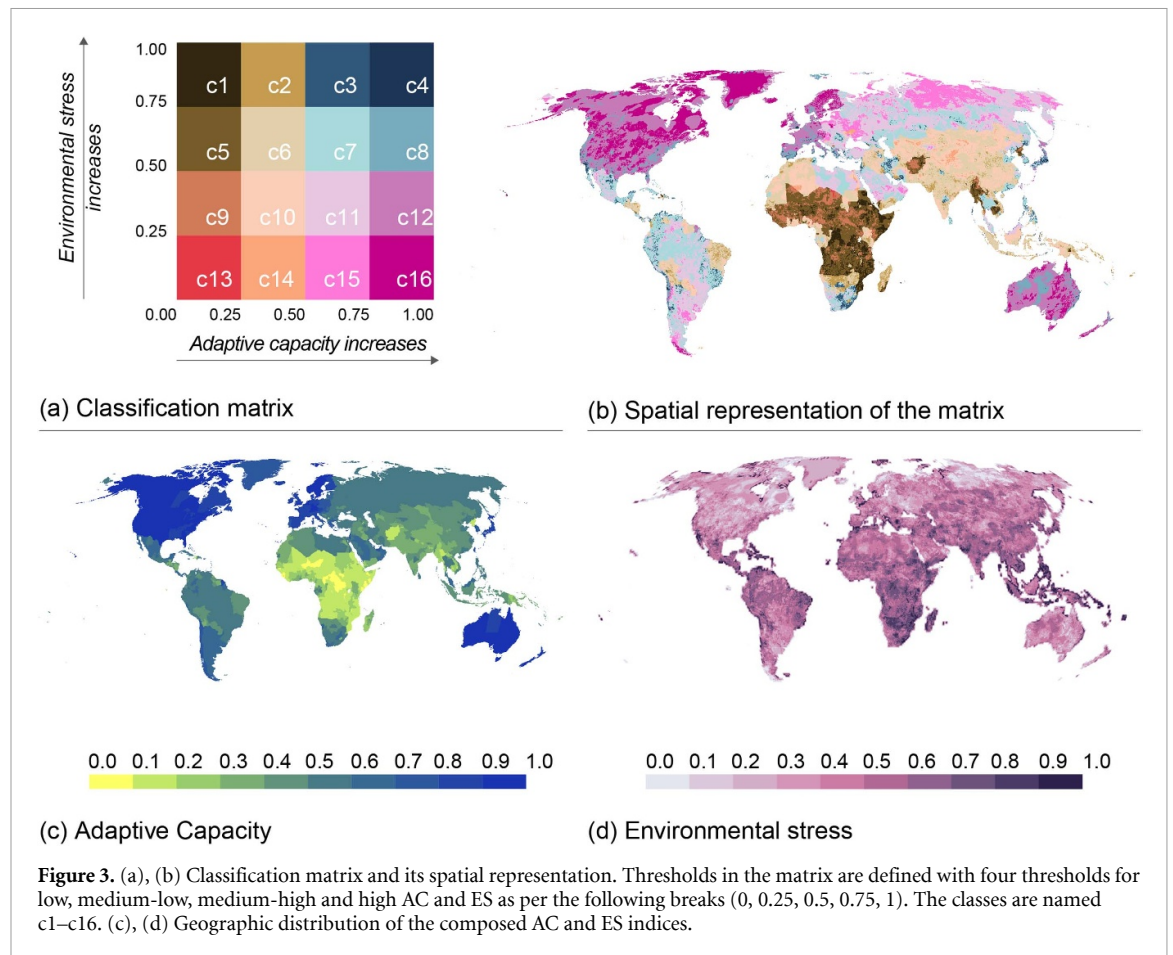 Environmental stress
increases
1.00
0.75
0.50
0.25
c1 c2 c3 c4
c5 c6 c7 c8
c9 c10 c11 c12
c13 c14 c15 c16
0.00 0.25 0.50 0.75 1.00
Adaptive capacity increases
(a) Classification matrix
(b) Spatial representation of the matrix
0.0 0.1 0.2 0.3 0.4 0.5 0.6 0.7 0.8 0.9 1.0
(c) Adaptive Capacity
0.0 0.1 0.2 0.3 0.4 0.5 0.6 0.7 0.8 0.9 1.0
(d) Environmental stress
Figure 3. (a), (b) Classification matrix and its spatial representation. Thresholds in the matrix are defined with four thresholds for
low, medium-low, medium-high and high AC and ES as per the following breaks (0, 0.25, 0.5, 0.75, 1). The classes are named
c1–c16. (c), (d) Geographic distribution of the composed AC and ES indices.